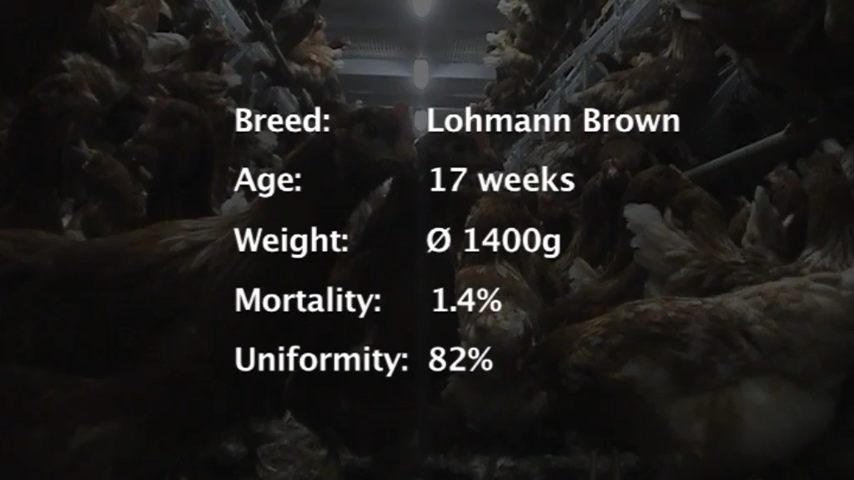 Breed: Lohmann Brown
Age: 17 weeks
Weight: Ø 1400g
Mortality: 1.4%
Uniformity: 82%